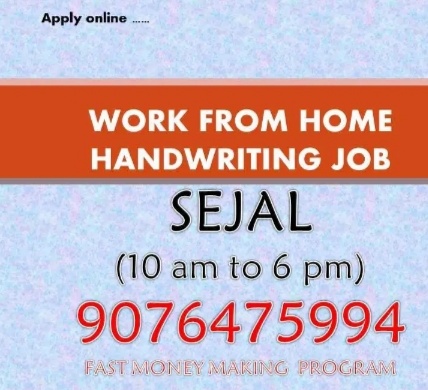 Apply online ......
WORK FROM HOME
HANDWRITING JOB
SEJAL
(10 am to 6 pm)
9076475994
FAST MONEY MAKING PROGRAM